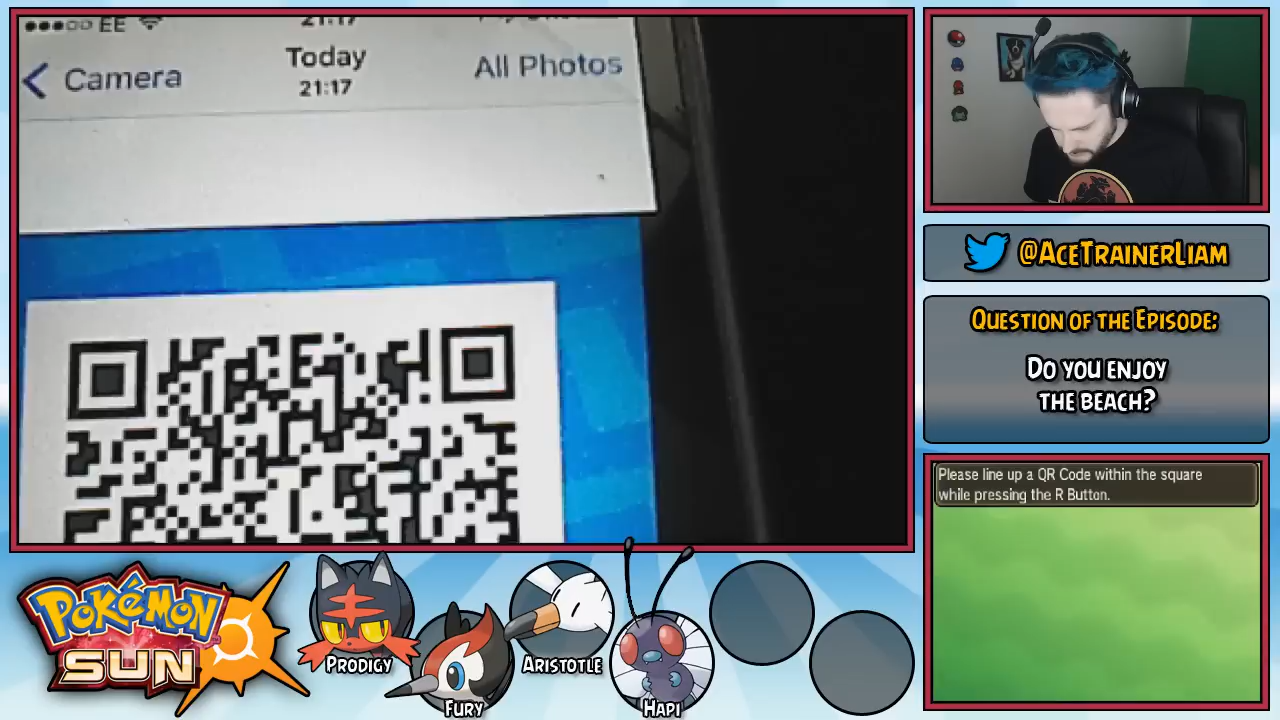 EE
21:17
Today
Camera
21:17
All Photos
@AceTrainerLiam
Question of the Episode:
Do you enjoy
the beach?
Please line up a QR Code within the square
while pressing the R Button.
Pokémon
Sun
Prodigy
Fury
Aristotle
Hapi